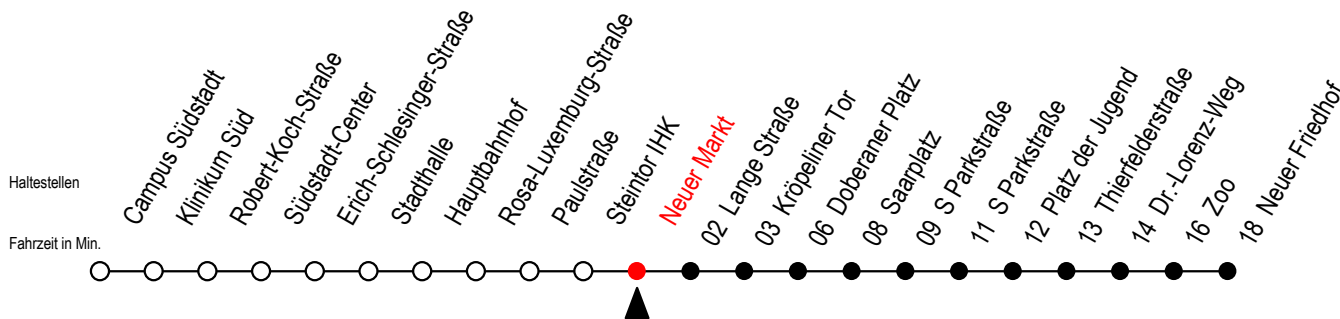 Haltestellen
Fahrzeit in Min.
Campus Südstadt
Klinikum Süd
Robert-Koch-Straße
Südstadt-Center
Erich-Schlesinger-Straße
Stadthalle
Hauptbahnhof
Rosa-Luxemburg-Straße
Paulstraße
Steintor IHK
Neuer Markt
02 Lange Straße
03 Kröpeliner Tor
06 Doberaner Platz
08 Saarplatz
09 S Parkstraße
11 S Parkstraße
12 Platz der Jugend
13 Thierfelderstraße
14 Dr.-Lorenz-Weg
16 Zoo
18 Neuer Friedhof